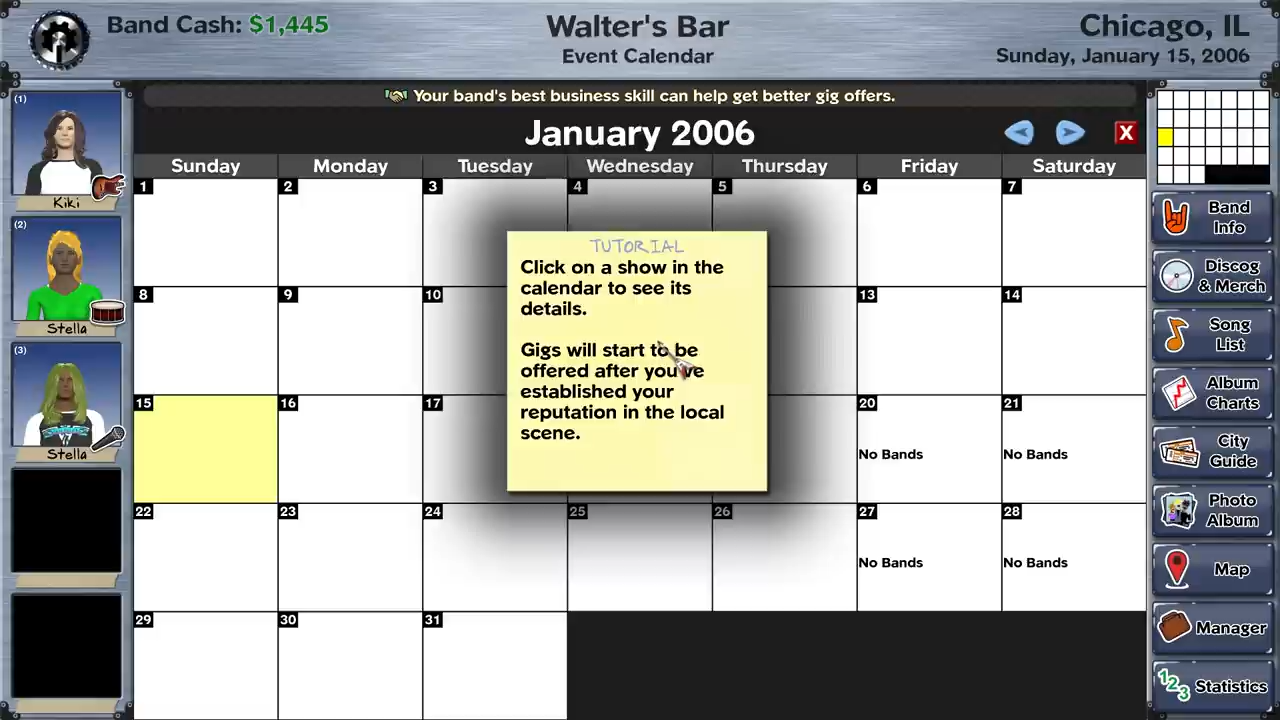 Band Cash: $1,445
Walter's Bar
Event Calendar
Chicago, IL
Sunday, January 15, 2006
Your band's best business skill can help get better gig offers.
January 2006
X
Sunday Monday Tuesday Wednesday Thursday Friday Saturday
1 2 3 4 5 6 7
8 9 10 13 14
15 16 17 20 21
No Bands No Bands
22 23 24 25 26 27 28
No Bands No Bands
29 30 31
TUTORIAL
Click on a show in the
calendar to see its
details.
Gigs will start to be
offered after you've
established your
reputation in the local
scene.
(1)
Kiki
(2)
Stella
(3)
Stella
Band
Info
Discog
& Merch
Song
List
Album
Charts
City
Guide
Photo
Album
Map
Manager
123
Statistics